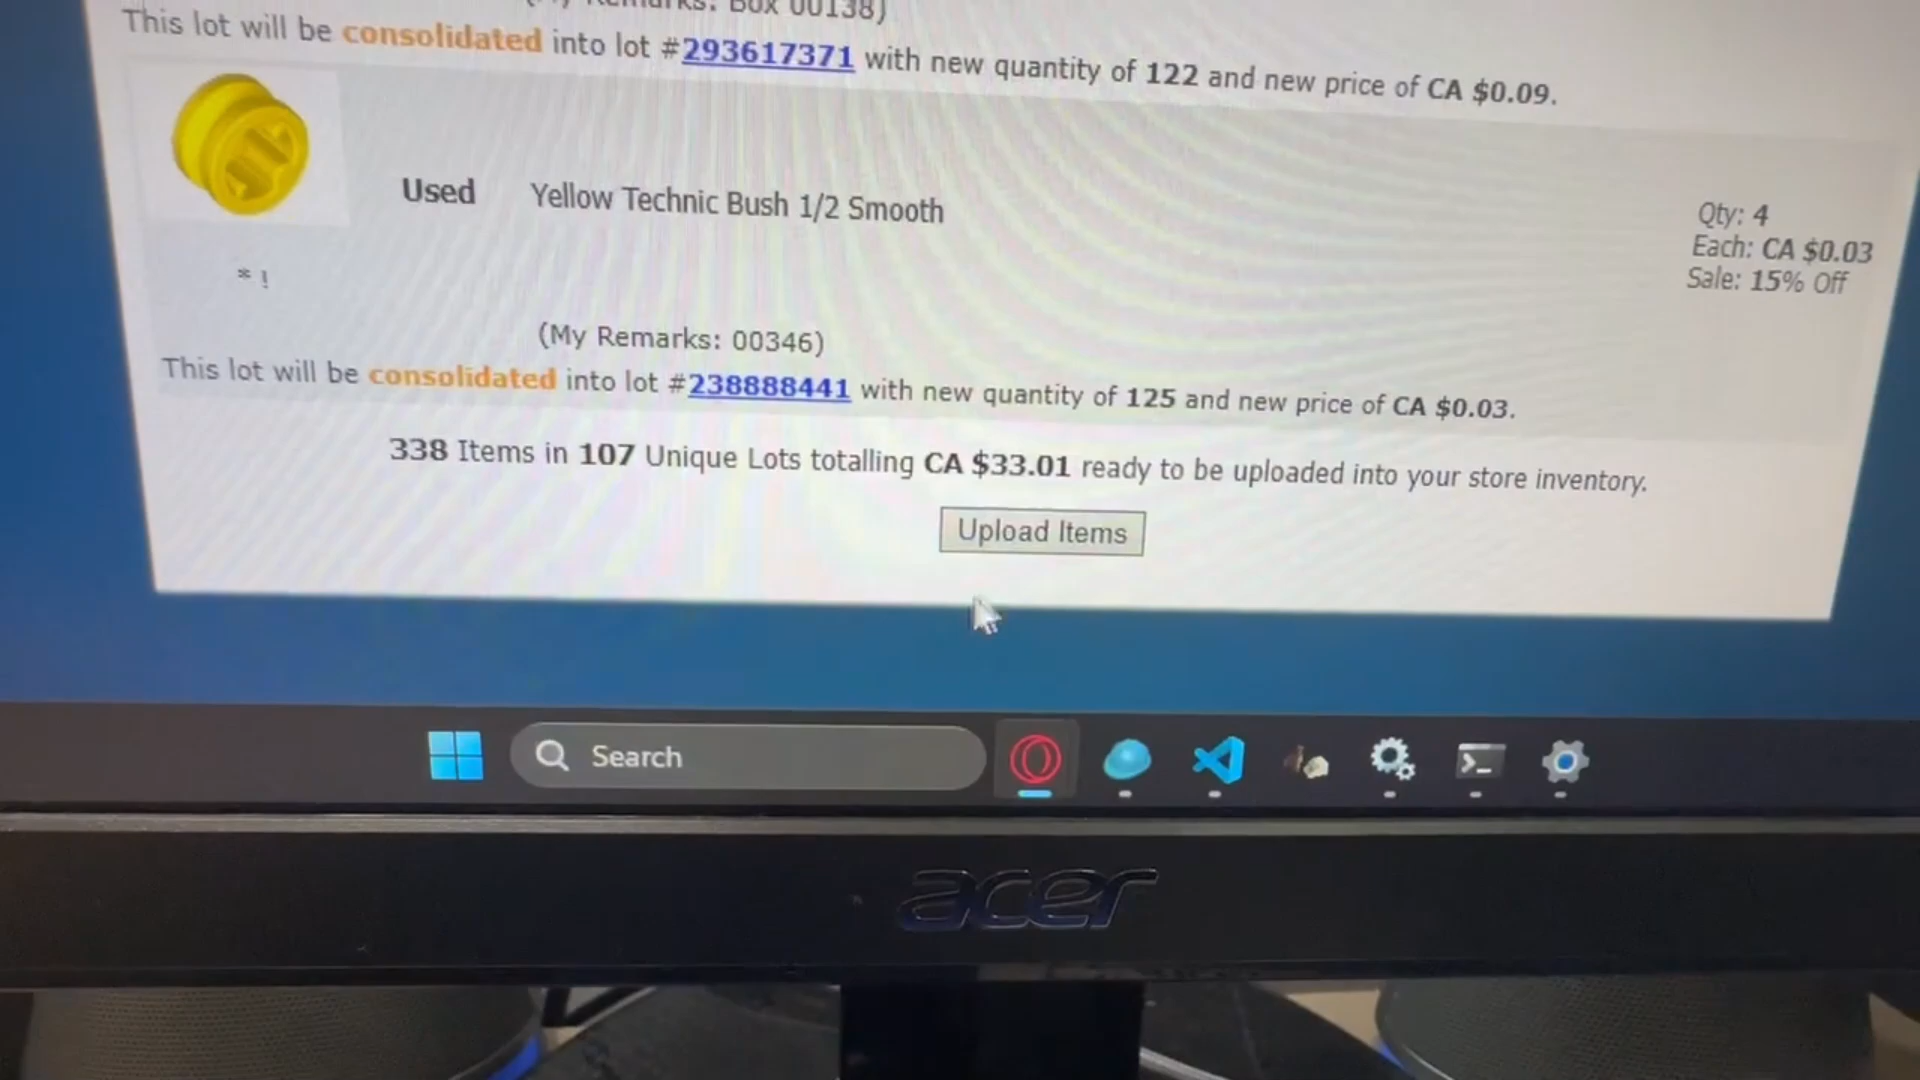 (My Remarks: Box 00138)
This lot will be consolidated into lot #293617371 with new quantity of 122 and new price of CA $0.09.
Used Yellow Technic Bush 1/2 Smooth
Qty: 4
Each: CA $0.03
Sale: 15% Off
* !
(My Remarks: 00346)
This lot will be consolidated into lot #238888441 with new quantity of 125 and new price of CA $0.03.
338 Items in 107 Unique Lots totalling CA $33.01 ready to be uploaded into your store inventory.
Upload Items
Search
acer